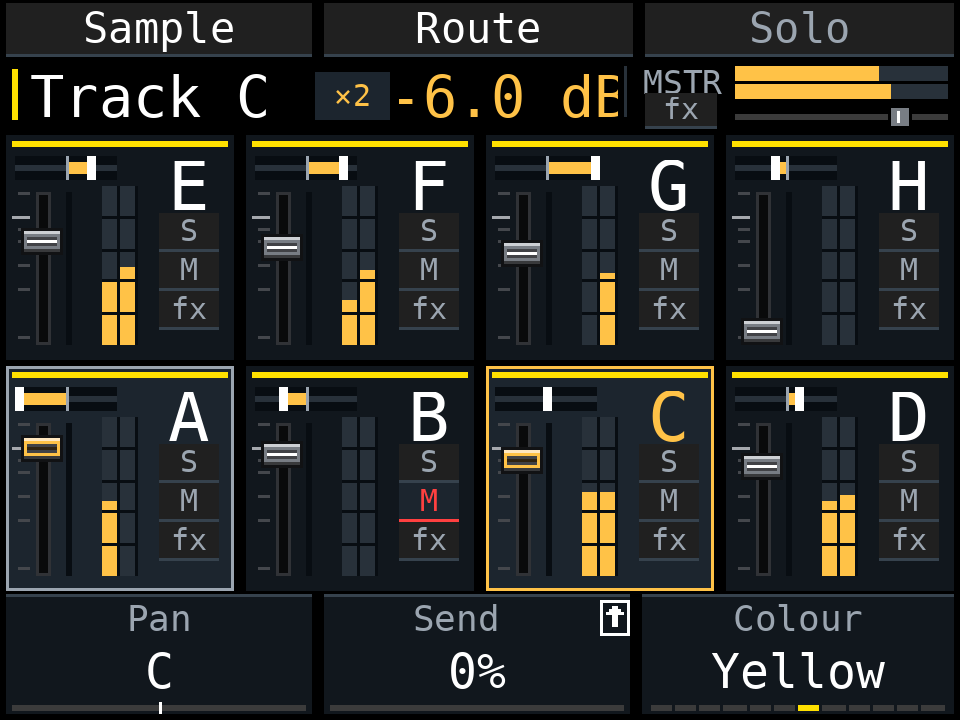 Sample Route Solo
Track C ×2 -6.0 dB MSTR
fx
E F G H
S S S S
M M M M
fx fx fx fx
A B C D
S S S S
M M M M
fx fx fx fx
Pan Send Colour
C 0% Yellow